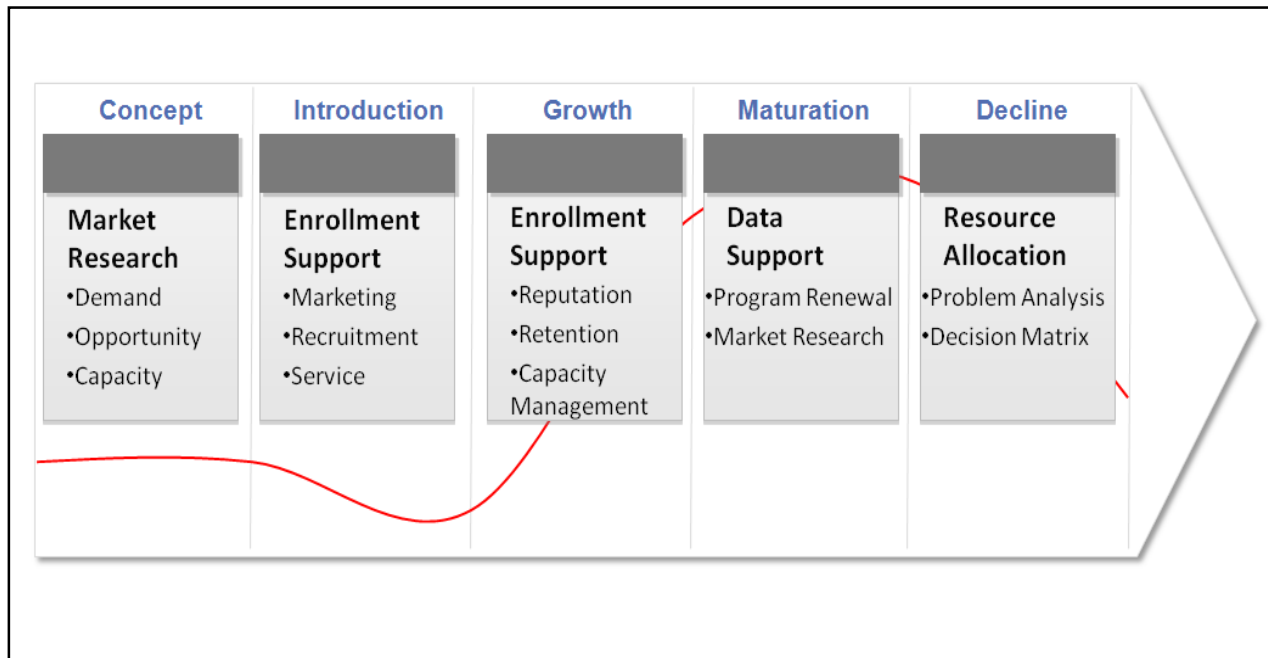 Concept
Market
Research
•Demand
•Opportunity
•Capacity
Introduction
Enrollment
Support
•Marketing
•Recruitment
•Service
Growth
Enrollment
Support
•Reputation
•Retention
•Capacity
Management
Maturation
Data
Support
•Program Renewal
•Market Research
Decline
Resource
Allocation
•Problem Analysis
•Decision Matrix